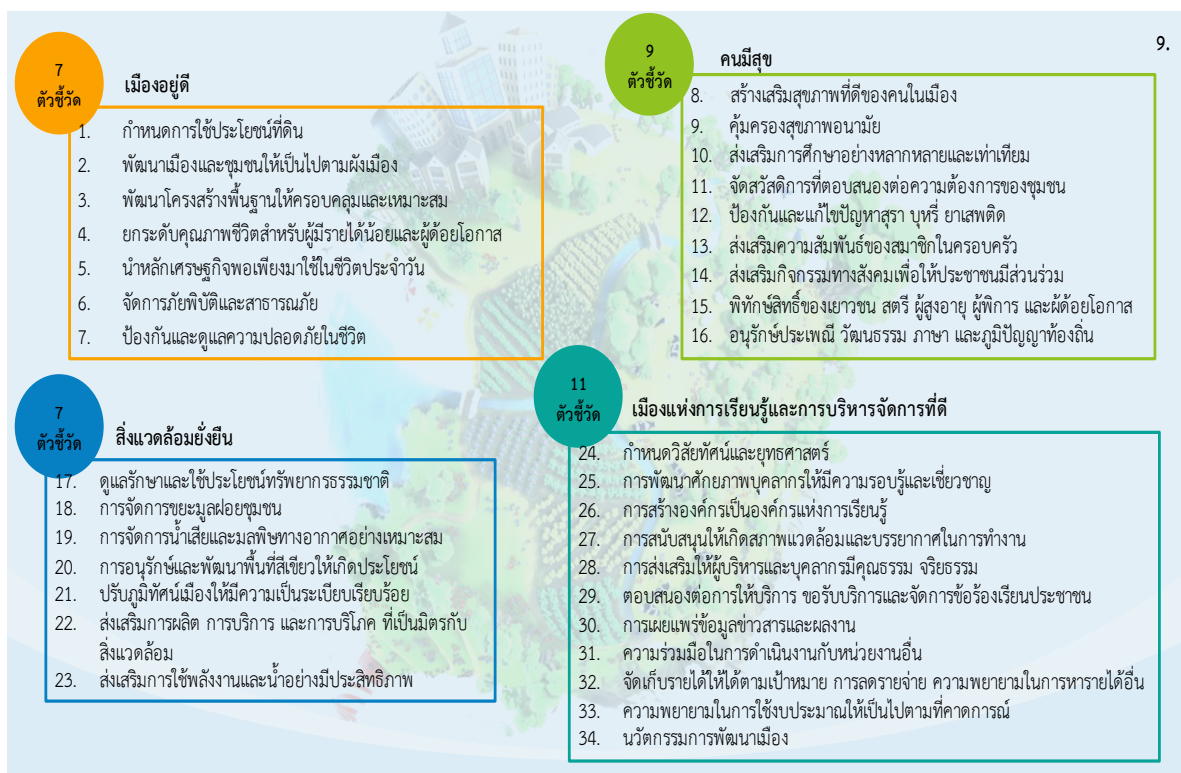 9.
7
ตัวชี้วัด
เมืองอยู่ดี
1. กำหนดการใช้ประโยชน์ที่ดิน
2. พัฒนาเมืองและชุมชนให้เป็นไปตามผังเมือง
3. พัฒนาโครงสร้างพื้นฐานให้ครอบคลุมและเหมาะสม
4. ยกระดับคุณภาพชีวิตสำหรับผู้มีรายได้น้อยและผู้ด้อยโอกาส
5. นำหลักเศรษฐกิจพอเพียงมาใช้ในชีวิตประจำวัน
6. จัดการภัยพิบัติและสาธารณภัย
7. ป้องกันและดูแลความปลอดภัยในชีวิต
9
ตัวชี้วัด
คนมีสุข
8. สร้างเสริมสุขภาพที่ดีของคนในเมือง
9. คุ้มครองสุขภาพอนามัย
10. ส่งเสริมการศึกษาอย่างหลากหลายและเท่าเทียม
11. จัดสวัสดิการที่ตอบสนองต่อความต้องการของชุมชน
12. ป้องกันและแก้ไขปัญหาสุรา บุหรี่ ยาเสพติด
13. ส่งเสริมความสัมพันธ์ของสมาชิกในครอบครัว
14. ส่งเสริมกิจกรรมทางสังคมเพื่อให้ประชาชนมีส่วนร่วม
15. พิทักษ์สิทธิ์ของเยาวชน สตรี ผู้สูงอายุ ผู้พิการ และผด้อยโอกาส
16. อนุรักษ์ประเพณี วัฒนธรรม ภาษา และภูมิปัญญาท้องถิ่น
7
ตัวชี้วัด
สิ่งแวดล้อมยั่งยืน
17. ดูแลรักษาและใช้ประโยชน์ทรัพยากรธรรมชาติ
18. การจัดการขยะมูลฝอยชุมชน
19. การจัดการน้ำเสียและมลพิษทางอากาศอย่างเหมาะสม
20. การอนุรักษ์และพัฒนาพื้นที่สีเขียวให้เกิดประโยชน์
21. ปรับภูมิทัศน์เมืองให้มีความเป็นระเบียบเรียบร้อย
22. ส่งเสริมการผลิต การบริการ และการบริโภค ที่เป็นมิตรกับ
สิ่งแวดล้อม
23. ส่งเสริมการใช้พลังงานและน้ำอย่างมีประสิทธิภาพ
11
ตัวชี้วัด
เมืองแห่งการเรียนรู้และการบริหารจัดการที่ดี
24. กำหนดวิสัยทัศน์และยุทธศาสตร์
25. การพัฒนาศักยภาพบุคลากรให้มีความรอบรู้และเชี่ยวชาญ
26. การสร้างองค์กรเป็นองค์กรแห่งการเรียนรู้
27. การสนับสนุนให้เกิดสภาพแวดล้อมและบรรยากาศในการทำงาน
28. การส่งเสริมให้ผู้บริหารและบุคลากรมีคุณธรรม จริยธรรม
29. ตอบสนองต่อการให้บริการ ขอรับบริการและจัดการข้อร้องเรียนประชาชน
30. การเผยแพร่ข้อมูลข่าวสารและผลงาน
31. ความร่วมมือในการดำเนินงานกับหน่วยงานอื่น
32. จัดเก็บรายได้ให้ได้ตามเป้าหมาย การลดรายจ่าย ความพยายามในการหารายได้อื่น
33. ความพยายามในการใช้งบประมาณให้เป็นไปตามที่คาดการณ์
34. นวัตกรรมการพัฒนาเมือง